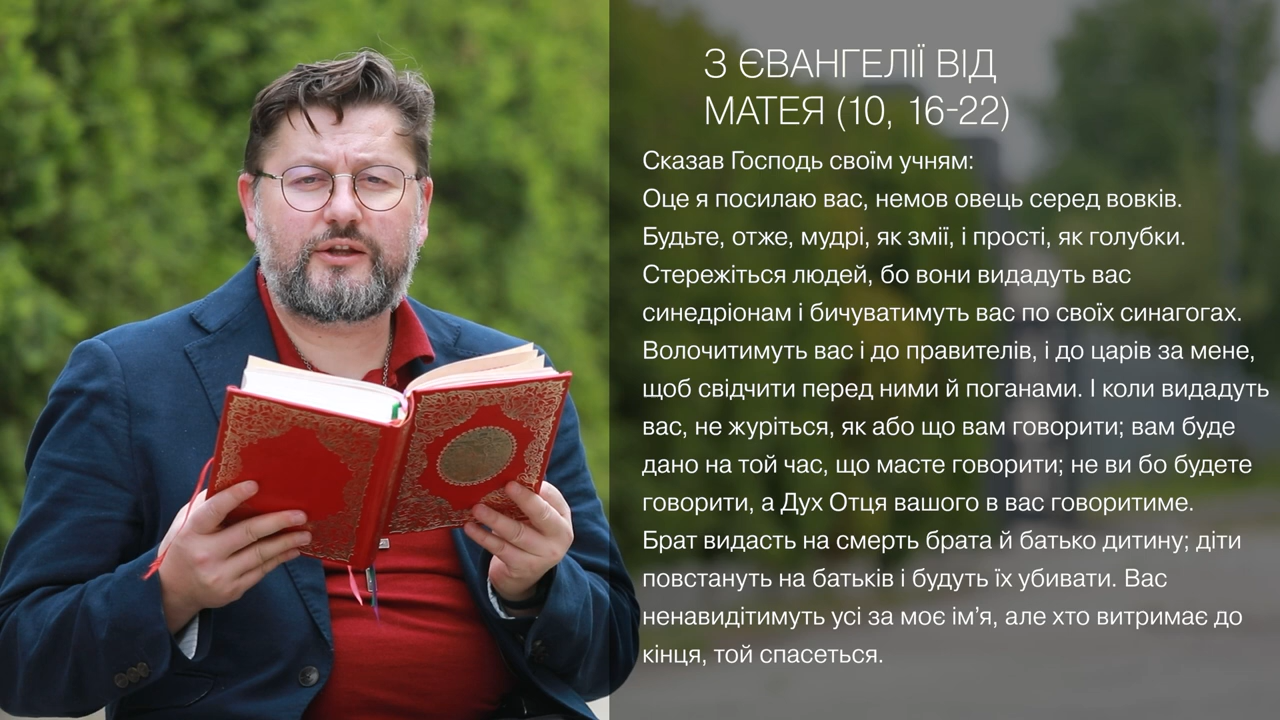 З ЄВАНГЕЛІЇ ВІД
МАТЕЯ (10, 16-22)
Сказав Господь своїм учням:
Оце я посилаю вас, немов овець серед вовків.
Будьте, отже, мудрі, як змії, і прості, як голубки.
Стережіться людей, бо вони видадуть вас
синедріонам і бичуватимуть вас по своїх синагогах.
Волочитимуть вас і до правителів, і до царів за мене,
щоб свідчити перед ними й поганами. І коли видадуть
вас, не журіться, як або що вам говорити; вам буде
дано на той час, що масте говорити; не ви бо будете
говорити, а Дух Отця вашого в вас говоритиме.
Брат видасть на смерть брата й батько дитину; діти
повстануть на батьків і будуть їх убивати. Вас
ненавидітимуть усі за моє ім’я, але хто витримає до
кінця, той спасеться.